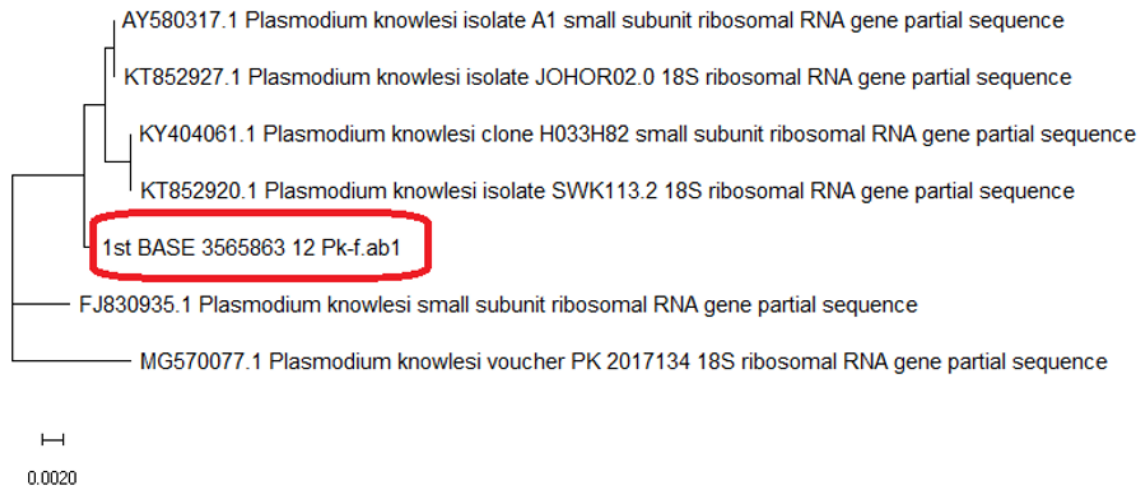 AY580317.1 Plasmodium knowlesi isolate A1 small subunit ribosomal RNA gene partial sequence
KT852927.1 Plasmodium knowlesi isolate JOHOR02.0 18S ribosomal RNA gene partial sequence
KY404061.1 Plasmodium knowlesi clone H033H82 small subunit ribosomal RNA gene partial sequence
KT852920.1 Plasmodium knowlesi isolate SWK113.2 18S ribosomal RNA gene partial sequence
1st BASE 3565863 12 Pk-f.ab1
FJ830935.1 Plasmodium knowlesi small subunit ribosomal RNA gene partial sequence
MG570077.1 Plasmodium knowlesi voucher PK 2017134 18S ribosomal RNA gene partial sequence
0.0020